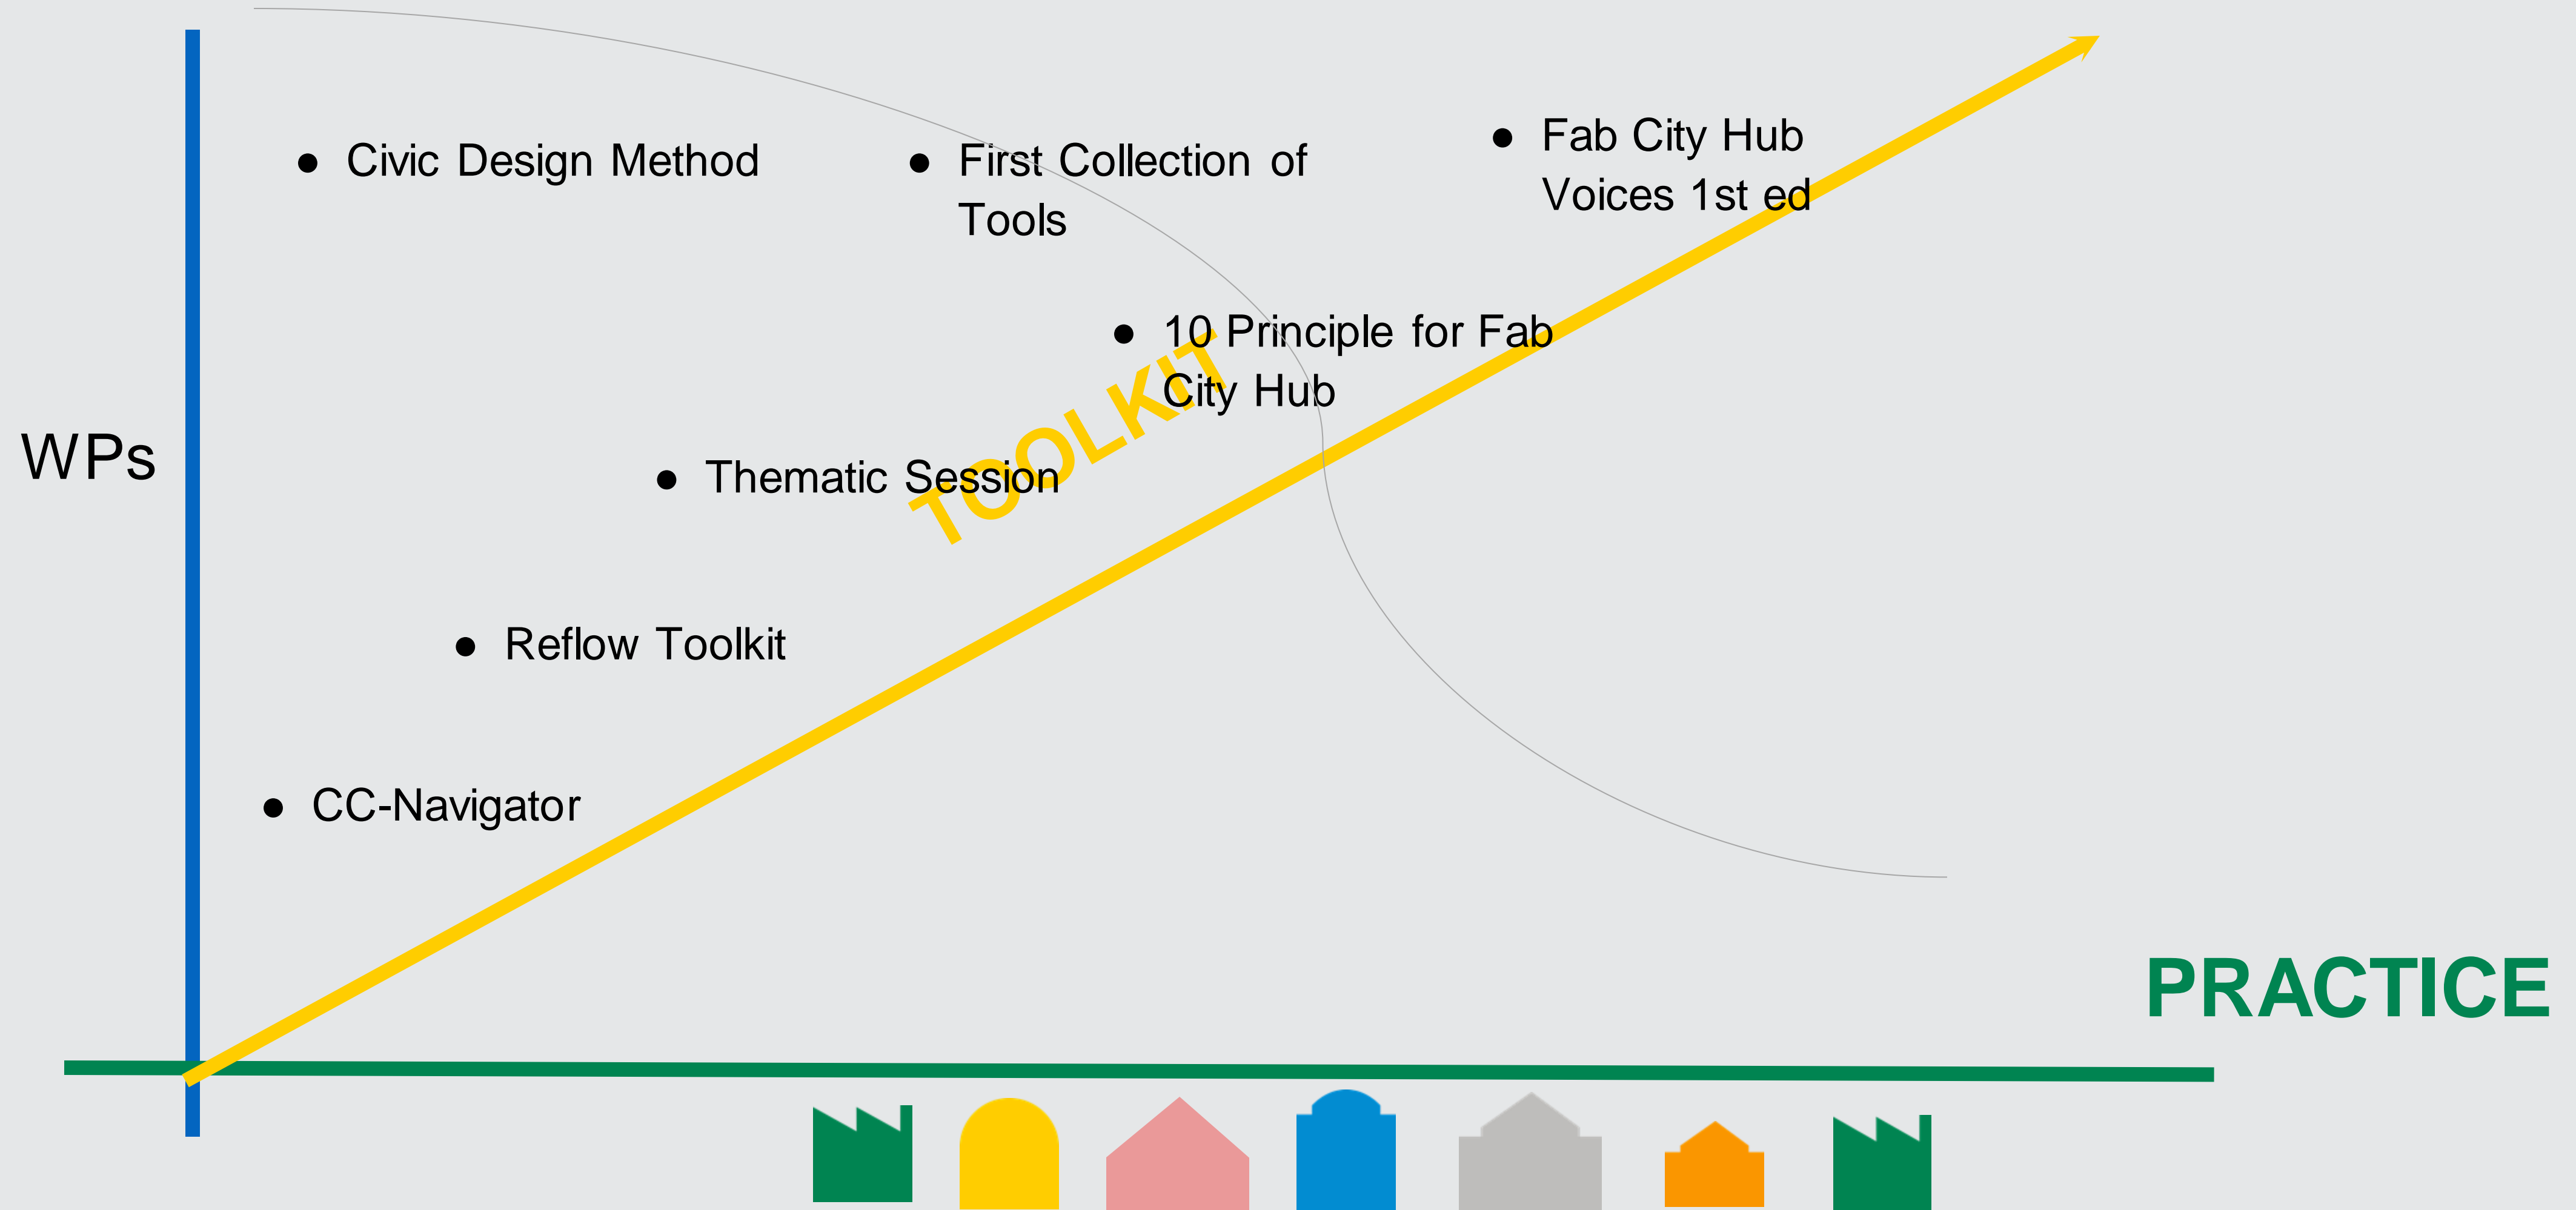 Civic Design Method
First Collection of
Tools
Fab City Hub
Voices 1st ed
10 Principle for Fab
City Hub
TOOLKIT
WPs
Thematic Session
Reflow Toolkit
CC-Navigator
PRACTICE